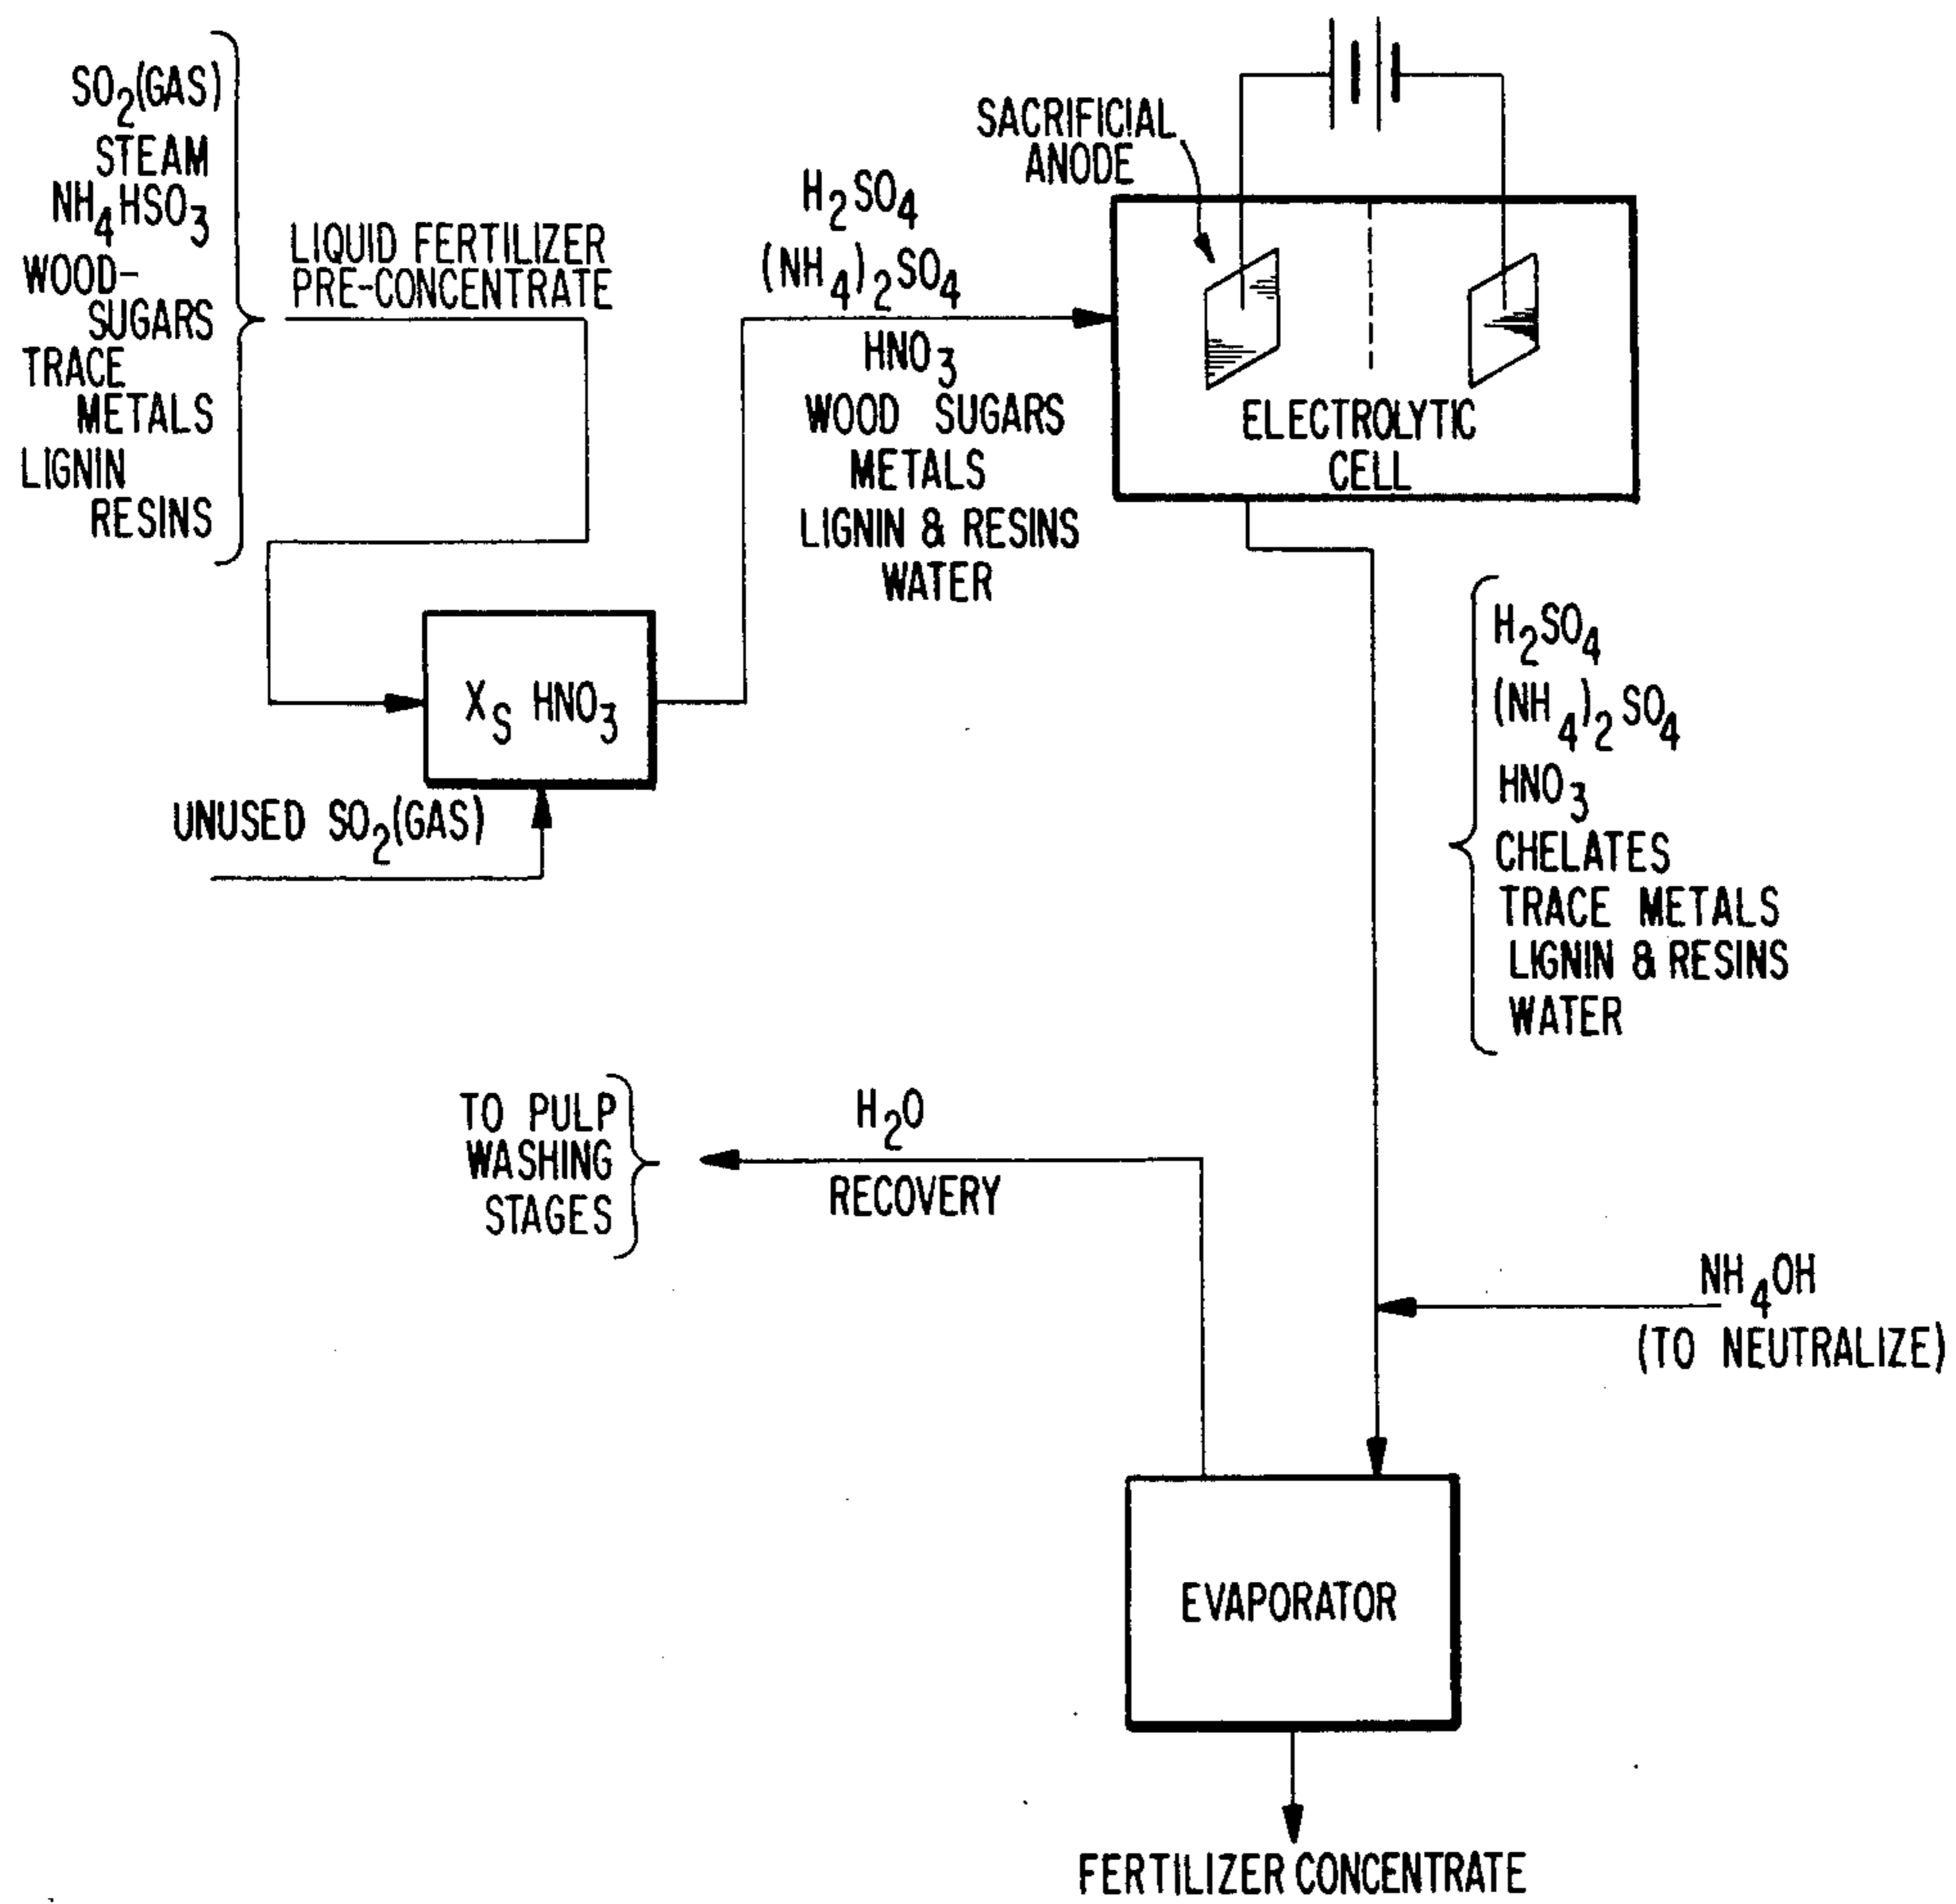 SO2(GAS)
STEAM
NH4HSO3
WOOD-
SUGARS
TRACE
METALS
LIGNIN
RESINS
LIQUID FERTILIZER
PRE-CONCENTRATE
XS HNO3
UNUSED SO2(GAS)
H2SO4
(NH4)2SO4
HNO3
WOOD SUGARS
METALS
LIGNIN & RESINS
WATER
SACRIFICIAL
ANODE
ELECTROLYTIC
CELL
H2SO4
(NH4)2SO4
HNO3
CHELATES
TRACE METALS
LIGNIN & RESINS
WATER
TO PULP
WASHING
STAGES
H2O
RECOVERY
NH4OH
(TO NEUTRALIZE)
EVAPORATOR
FERTILIZER CONCENTRATE